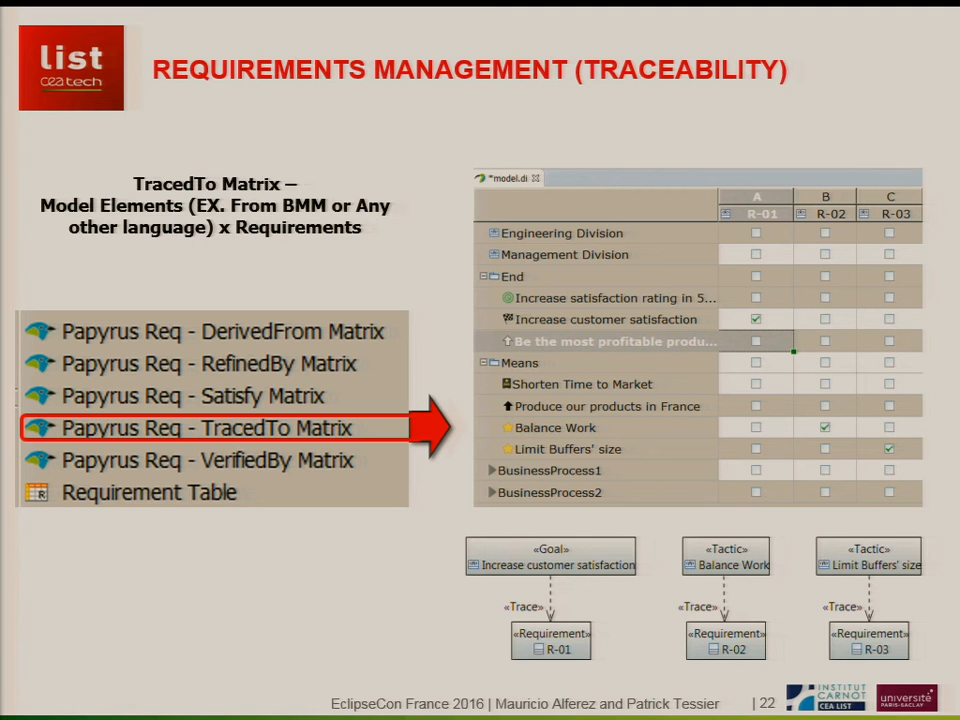 list
ceatech
REQUIREMENTS MANAGEMENT (TRACEABILITY)
TracedTo Matrix –
Model Elements (EX. From BMM or Any
other language) x Requirements
Papyrus Req - DerivedFrom Matrix
Papyrus Req - RefinedBy Matrix
Papyrus Req - Satisfy Matrix
Papyrus Req - TracedTo Matrix
Papyrus Req - VerifiedBy Matrix
Requirement Table
*model.di
A B C
R-01 R-02 R-03
Engineering Division
Management Division
End
Increase satisfaction rating in 5...
Increase customer satisfaction
Be the most profitable produ...
Means
Shorten Time to Market
Produce our products in France
Balance Work
Limit Buffers' size
BusinessProcess1
BusinessProcess2
«Goal» «Tactic» «Tactic»
Increase customer satisfaction Balance Work Limit Buffers' size
«Trace» «Trace» «Trace»
«Requirement» «Requirement» «Requirement»
R-01 R-02 R-03
EclipseCon France 2016 | Mauricio Alferez and Patrick Tessier | 22
INSTITUT
CARNOT
CEA LIST
université
PARIS-SACLAY